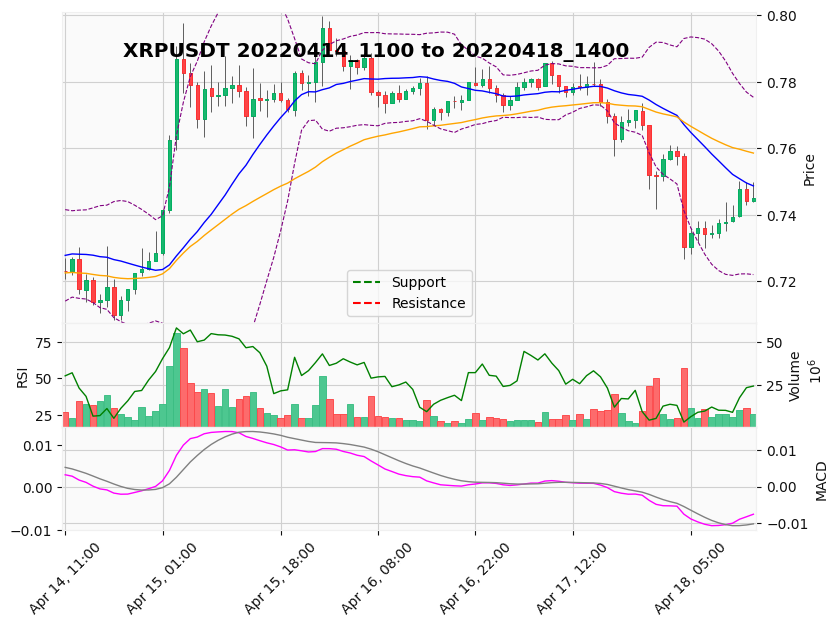 XRPUSDT 20220414_1100 to 20220418_1400
0.80
0.78
0.76
0.74
0.72
Price
Support
Resistance
75
50
25
RSI
50
25
Volume
10^6
0.01
0.00
−0.01
0.01
0.00
−0.01
MACD
Apr 14, 11:00
Apr 15, 01:00
Apr 15, 18:00
Apr 16, 08:00
Apr 16, 22:00
Apr 17, 12:00
Apr 18, 05:00